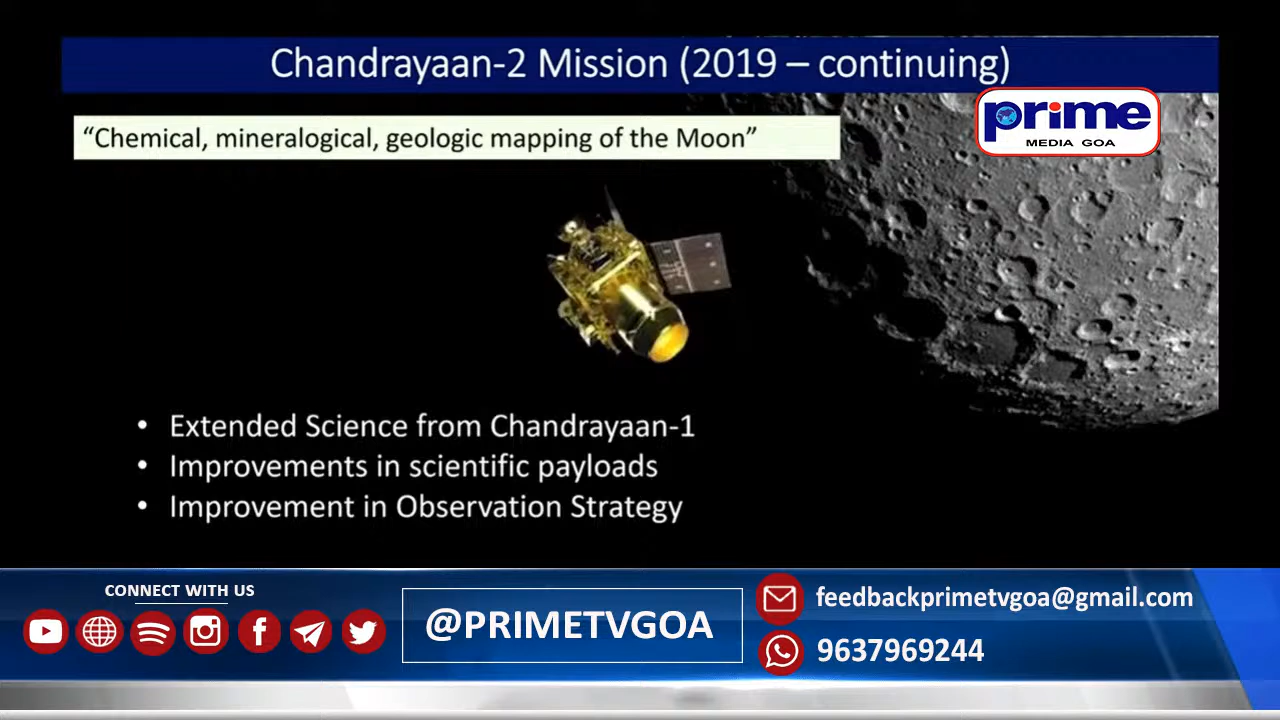 Chandrayaan-2 Mission (2019 – continuing)
prime
MEDIA GOA
“Chemical, mineralogical, geologic mapping of the Moon”
• Extended Science from Chandrayaan-1
• Improvements in scientific payloads
• Improvement in Observation Strategy
CONNECT WITH US
@PRIMETVGOA
feedbackprimetvgoa@gmail.com
9637969244